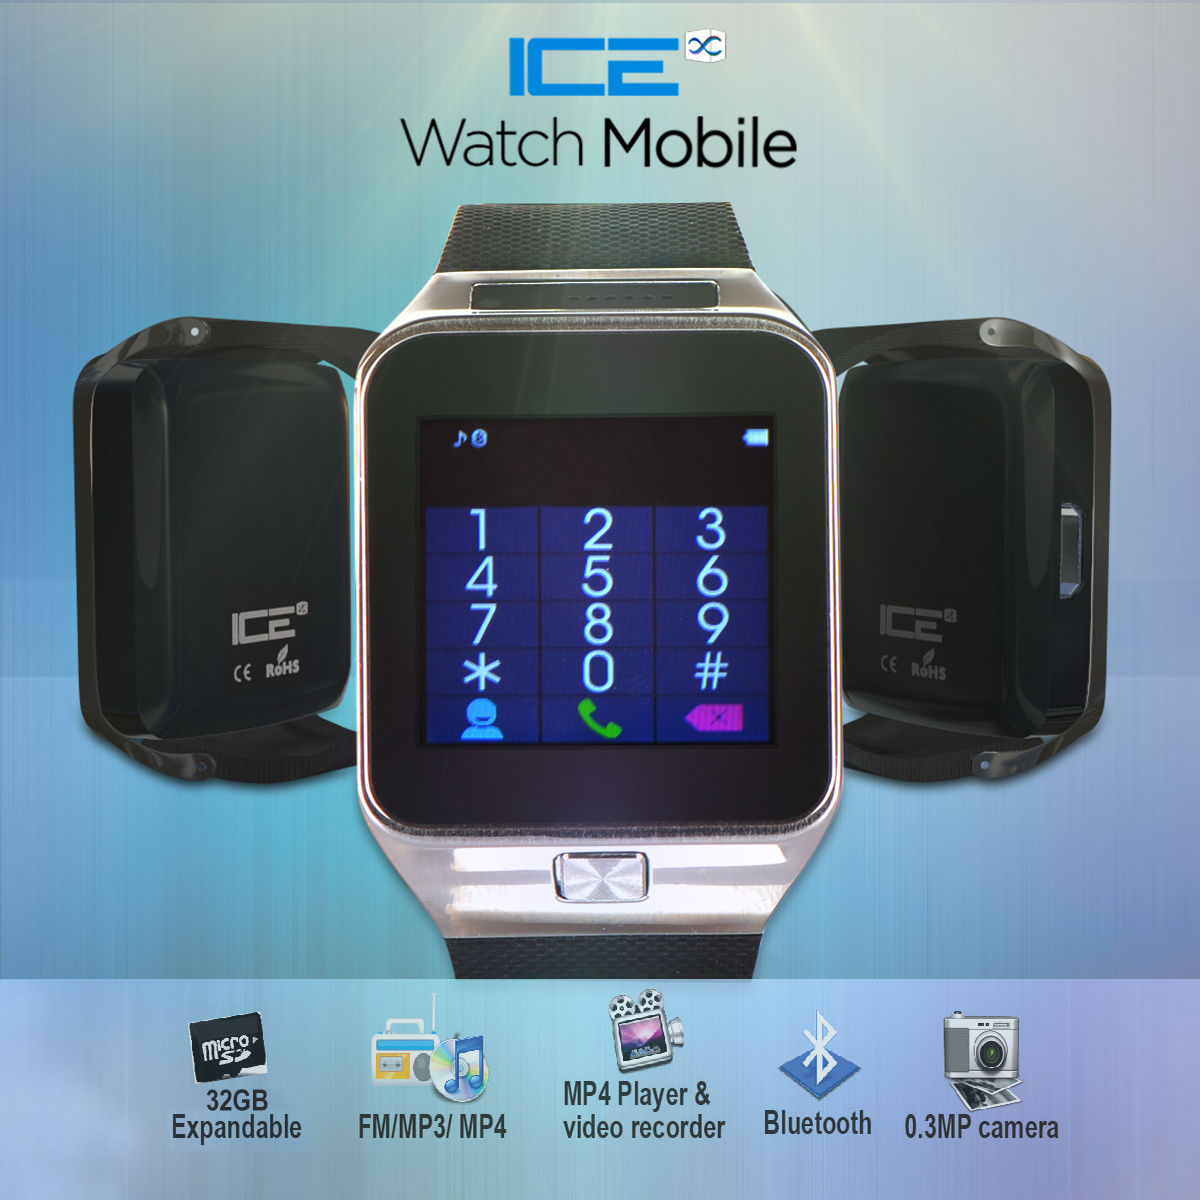 ICE
Watch Mobile
1 2 3
4 5 6
7 8 9
* 0 #
ICE
CE RoHS
ICE
CE RoHS
Micro
SD
32GB
Expandable
FM/MP3/ MP4
MP4 Player &
video recorder
Bluetooth
0.3MP camera